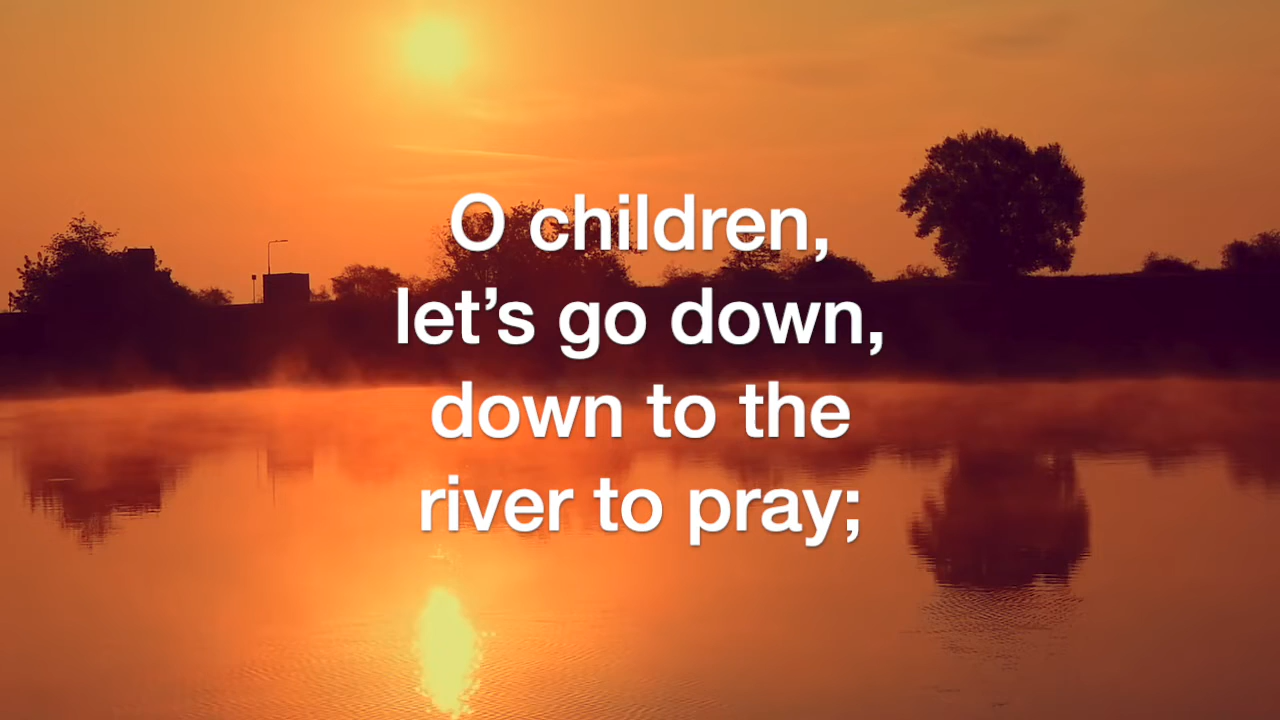 O children,
let’s go down,
down to the
river to pray;